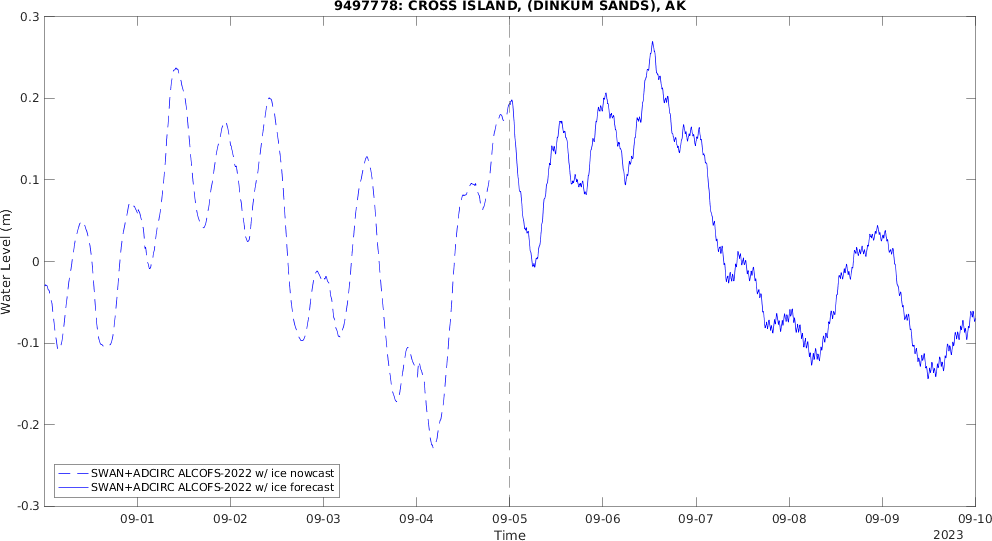 9497778: CROSS ISLAND, (DINKUM SANDS), AK
0.3
0.2
0.1
0
-0.1
-0.2
-0.3
Water Level (m)
SWAN+ADCIRC ALCOFS-2022 w/ ice nowcast
SWAN+ADCIRC ALCOFS-2022 w/ ice forecast
09-01 09-02 09-03 09-04 09-05 09-06 09-07 09-08 09-09 09-10
Time
2023